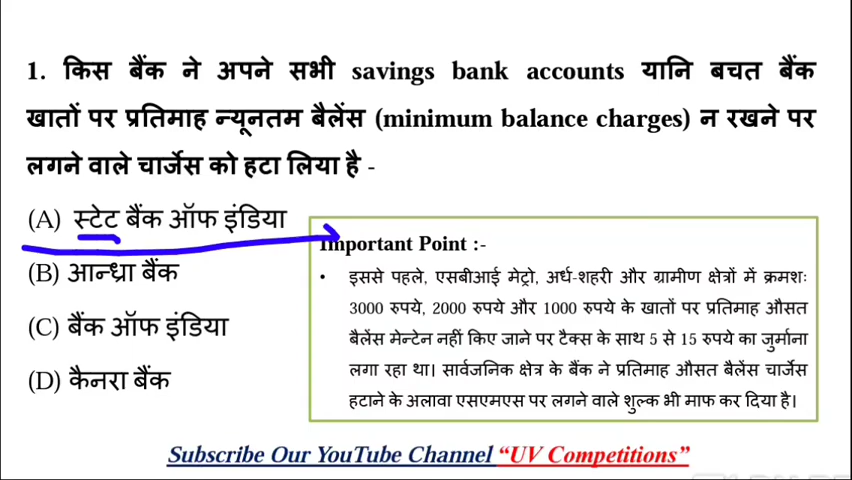 1. किस बैंक ने अपने सभी savings bank accounts यानि बचत बैंक
खातों पर प्रतिमाह न्यूनतम बैलेंस (minimum balance charges) न रखने पर
लगने वाले चार्जेस को हटा लिया है -
(A) स्टेट बैंक ऑफ इंडिया
(B) आन्ध्रा बैंक
(C) बैंक ऑफ इंडिया
(D) कैनरा बैंक
Important Point :-
• इससे पहले, एसबीआई मेट्रो, अर्ध-शहरी और ग्रामीण क्षेत्रों में क्रमशः
3000 रुपये, 2000 रुपये और 1000 रुपये के खातों पर प्रतिमाह औसत
बैलेंस मेन्टेन नहीं किए जाने पर टैक्स के साथ 5 से 15 रुपये का जुर्माना
लगा रहा था। सार्वजनिक क्षेत्र के बैंक ने प्रतिमाह औसत बैलेंस चार्जेस
हटाने के अलावा एसएमएस पर लगने वाले शुल्क भी माफ कर दिया है।
Subscribe Our YouTube Channel “UV Competitions”